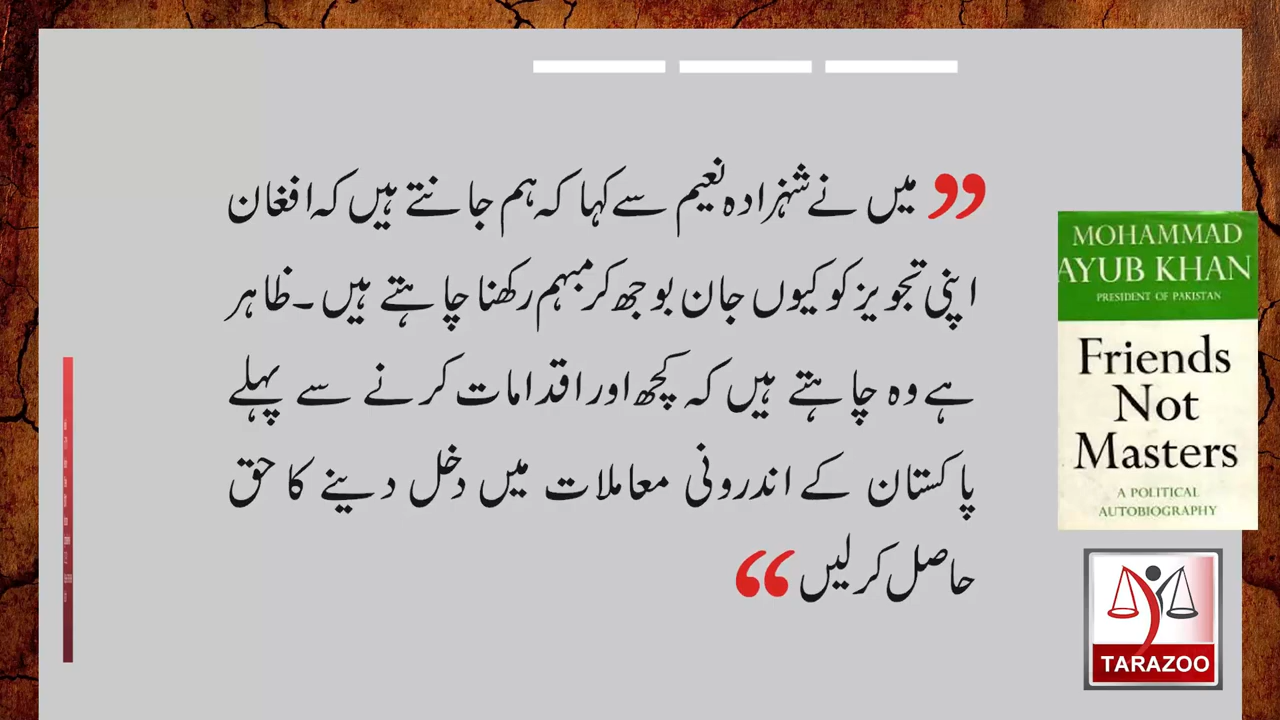 ”میں نے شہزادہ نعیم سے کہا کہ ہم جانتے ہیں کہ افغان
اپنی تجویز کو کیوں جان بوجھ کر مبہم رکھنا چاہتے ہیں۔ ظاہر
ہے وہ چاہتے ہیں کہ کچھ اور اقدامات کرنے سے پہلے
پاکستان کے اندرونی معاملات میں دخل دینے کا حق
حاصل کر لیں“
MOHAMMAD
AYUB KHAN
PRESIDENT OF PAKISTAN
Friends
Not
Masters
A POLITICAL
AUTOBIOGRAPHY
TARAZOO